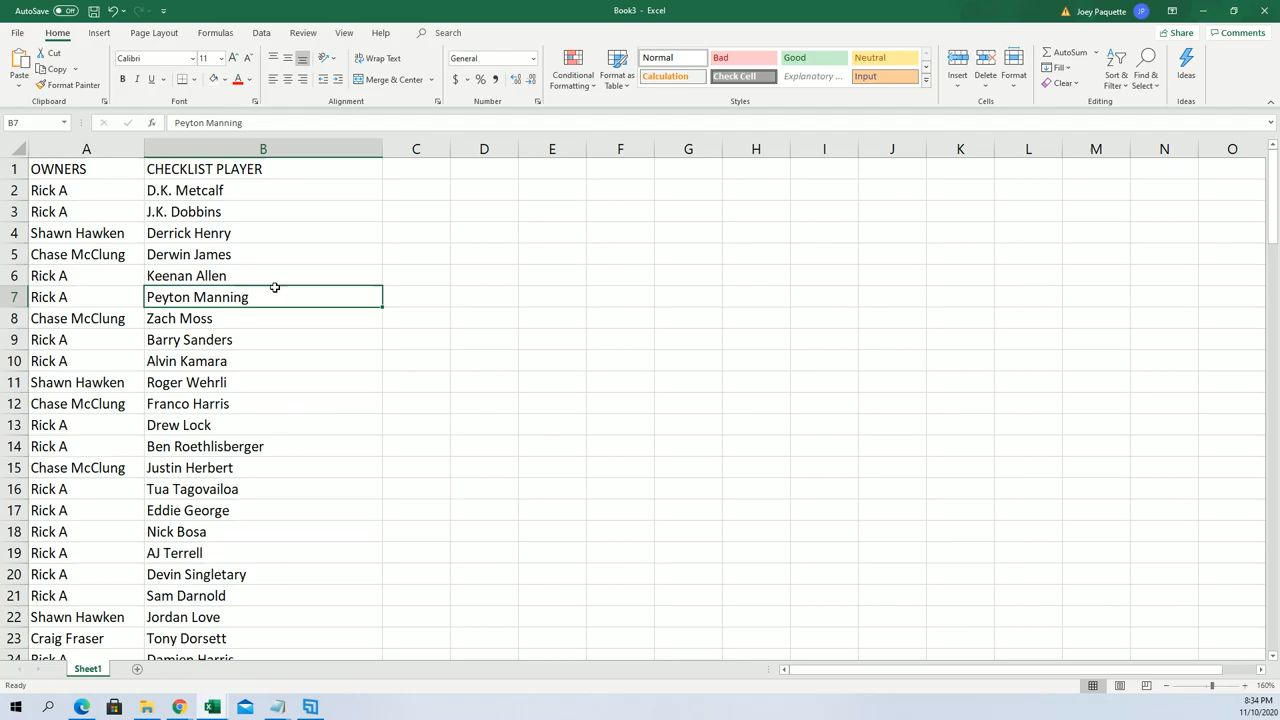 AutoSave Off Book3 - Excel Joey Paquette JP
File Home Insert Page Layout Formulas Data Review View Help Search Share Comments
Paste Cut Copy Format Painter Clipboard
Calibri 11 A A B I U A Font
Wrap Text Merge & Center Alignment
General $ % , Number
Conditional Formatting Format as Table
Normal Bad Good Neutral
Calculation Check Cell Explanatory ... Input
Styles
Insert Delete Format Cells
AutoSum Fill Clear Sort & Filter Find & Select Editing
Ideas Ideas
B7 fx Peyton Manning
A B C D E F G H I J K L M N O
1 OWNERS CHECKLIST PLAYER
2 Rick A D.K. Metcalf
3 Rick A J.K. Dobbins
4 Shawn Hawken Derrick Henry
5 Chase McClung Derwin James
6 Rick A Keenan Allen
7 Rick A Peyton Manning
8 Chase McClung Zach Moss
9 Rick A Barry Sanders
10 Rick A Alvin Kamara
11 Shawn Hawken Roger Wehrli
12 Chase McClung Franco Harris
13 Rick A Drew Lock
14 Rick A Ben Roethlisberger
15 Chase McClung Justin Herbert
16 Rick A Tua Tagovailoa
17 Rick A Eddie George
18 Rick A Nick Bosa
19 Rick A AJ Terrell
20 Rick A Devin Singletary
21 Rick A Sam Darnold
22 Shawn Hawken Jordan Love
23 Craig Fraser Tony Dorsett
24 Rick A Damien Harris
Sheet1
Ready 160%
8:34 PM
11/10/2020